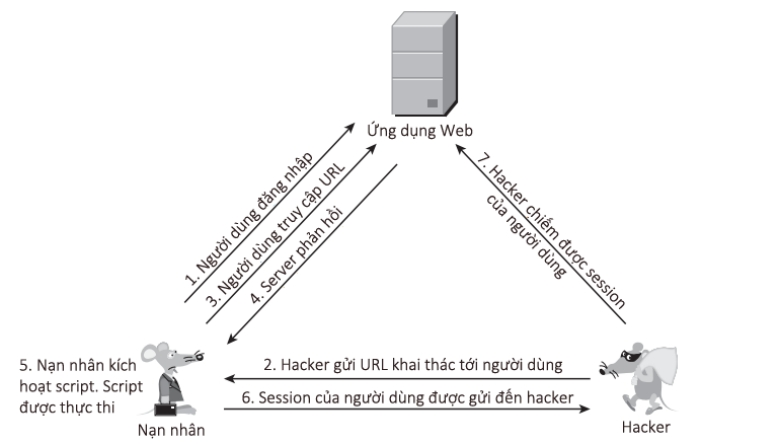 Ứng dụng Web
1. Người dùng đăng nhập
3. Người dùng truy cập URL
4. Server phản hồi
7. Hacker chiếm được session
của người dùng
5. Nạn nhân kích
hoạt script. Script
được thực thi
2. Hacker gửi URL khai thác tới người dùng
6. Session của người dùng được gửi đến hacker
Nạn nhân
Hacker